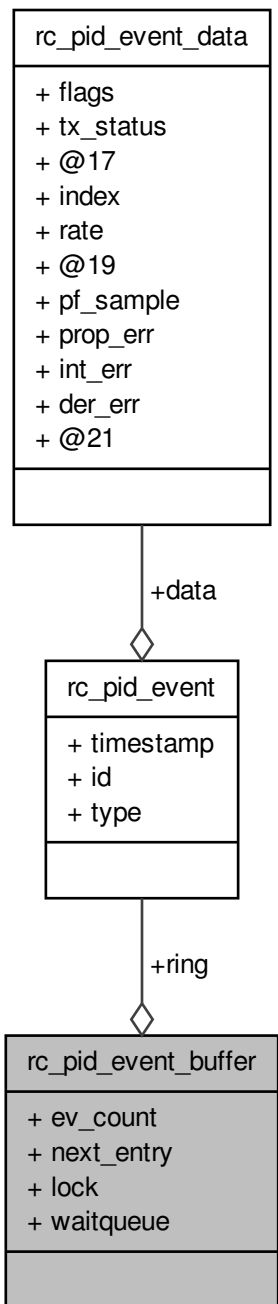 rc_pid_event_data
+ flags
+ tx_status
+ @17
+ index
+ rate
+ @19
+ pf_sample
+ prop_err
+ int_err
+ der_err
+ @21
+data
rc_pid_event
+ timestamp
+ id
+ type
+ring
rc_pid_event_buffer
+ ev_count
+ next_entry
+ lock
+ waitqueue